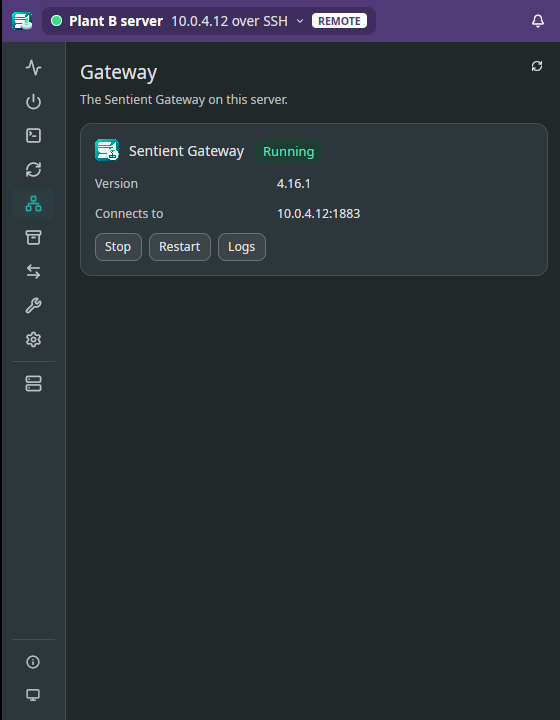 Plant B server 10.0.4.12 over SSH REMOTE
Gateway
The Sentient Gateway on this server.
Sentient Gateway Running
Version 4.16.1
Connects to 10.0.4.12:1883
Stop Restart Logs